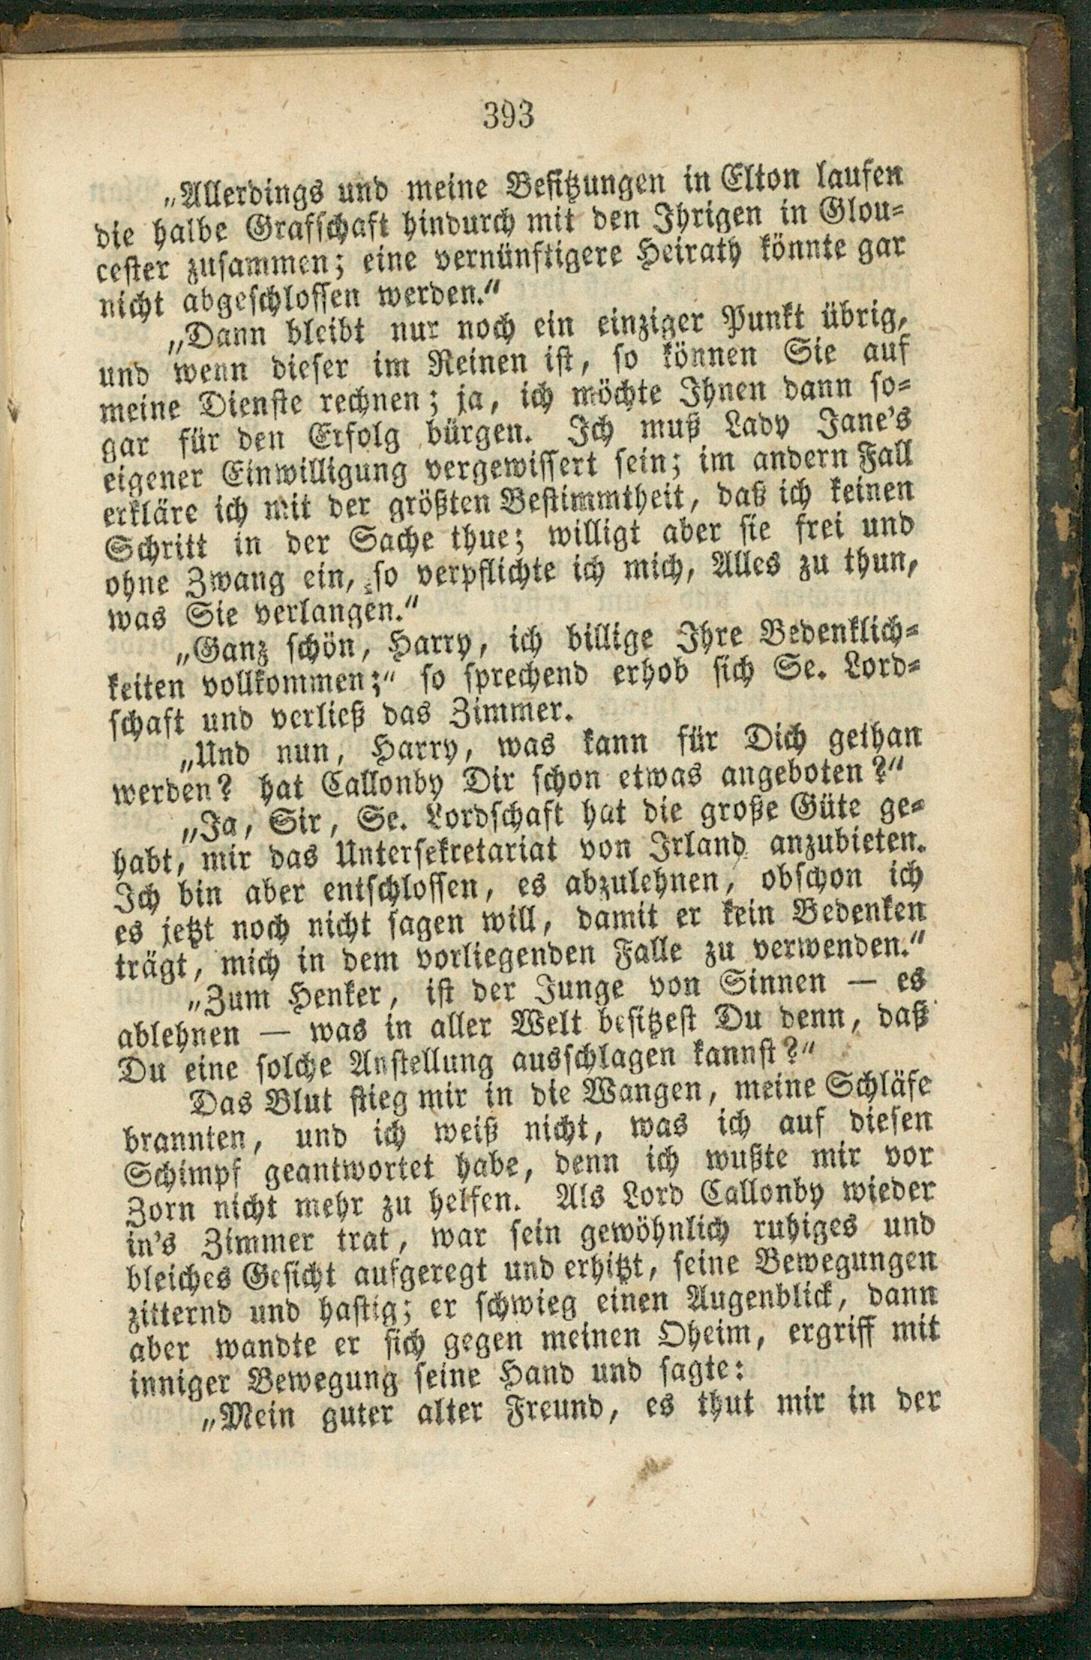 393
„Allerdings und meine Besitzungen in Elton laufen
die halbe Grafschaft hindurch mit den Ihrigen in Glou-
cester zusammen; eine vernünftigere Heirath könnte gar
nicht abgeschlossen werden.“
„Dann bleibt nur noch ein einziger Punkt übrig,
und wenn dieser im Reinen ist, so können Sie auf
meine Dienste rechnen; ja, ich möchte Ihnen dann so-
gar für den Erfolg bürgen. Ich muß Lady Jane's
eigener Einwilligung vergewissert sein; im andern Fall
erkläre ich mit der größten Bestimmtheit, daß ich keinen
Schritt in der Sache thue; willigt aber sie frei und
ohne Zwang ein, so verpflichte ich mich, Alles zu thun,
was Sie verlangen.“
„Ganz schön, Harry, ich billige Ihre Bedenklich-
keiten vollkommen;“ so sprechend erhob sich Se. Lord-
schaft und verließ das Zimmer.
„Und nun, Harry, was kann für Dich gethan
werden? hat Callonby Dir schon etwas angeboten?“
„Ja, Sir, Se. Lordschaft hat die große Güte ge-
habt, mir das Untersekretariat von Irland anzubieten.
Ich bin aber entschlossen, es abzulehnen, obschon ich
es jetzt noch nicht sagen will, damit er kein Bedenken
trägt, mich in dem vorliegenden Falle zu verwenden.“
„Zum Henker, ist der Junge von Sinnen — es
ablehnen — was in aller Welt besitzest Du denn, daß
Du eine solche Anstellung ausschlagen kannst?“
Das Blut stieg mir in die Wangen, meine Schläfe
brannten, und ich weiß nicht, was ich auf diesen
Schimpf geantwortet habe, denn ich wußte mir vor
Zorn nicht mehr zu helfen. Als Lord Callonby wieder
in's Zimmer trat, war sein gewöhnlich ruhiges und
bleiches Gesicht aufgeregt und erhitzt, seine Bewegungen
zitternd und hastig; er schwieg einen Augenblick, dann
aber wandte er sich gegen meinen Oheim, ergriff mit
inniger Bewegung seine Hand und sagte:
„Mein guter alter Freund, es thut mir in der